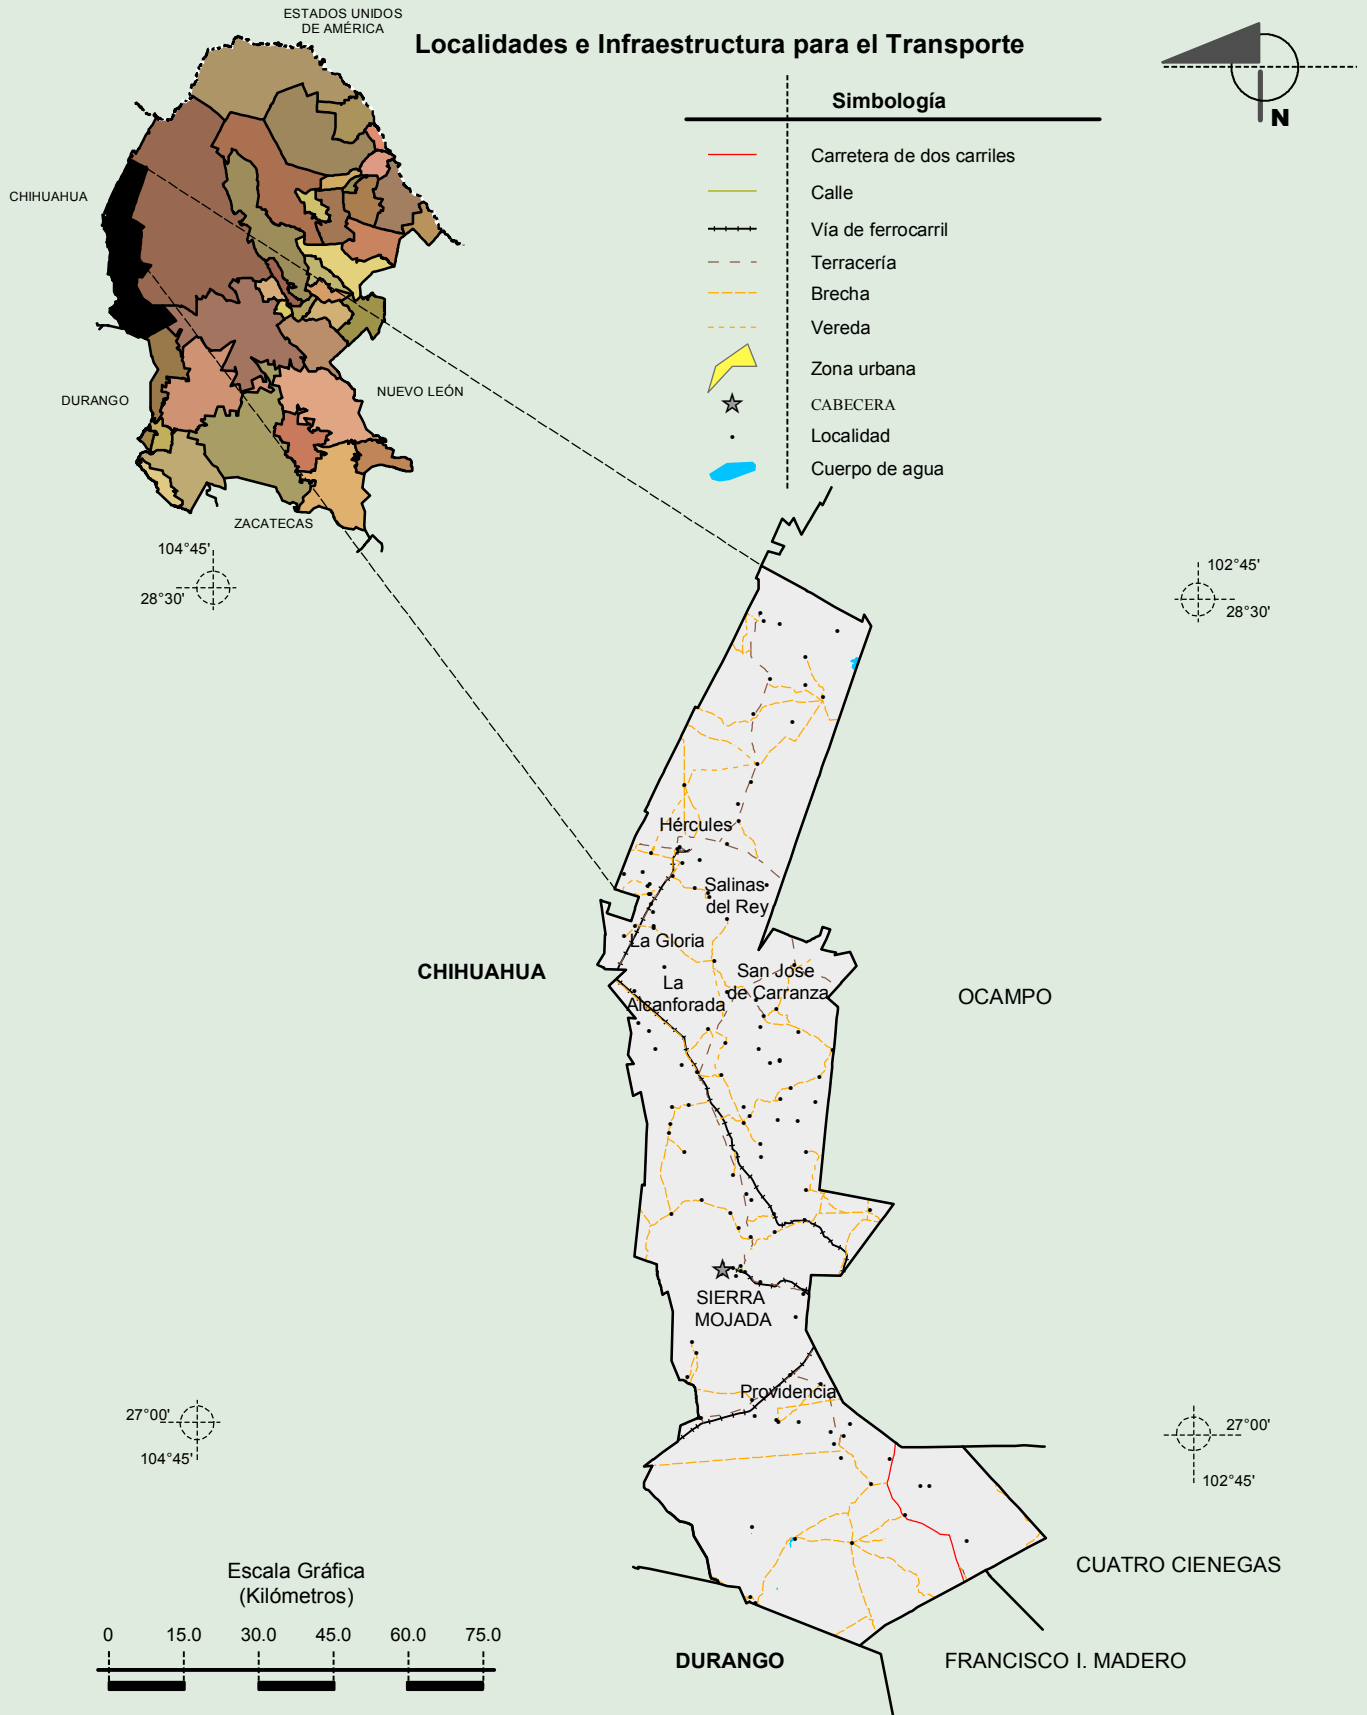 ESTADOS UNIDOS
DE AMÉRICA
Localidades e Infraestructura para el Transporte
N
Simbología
Carretera de dos carriles
Calle
Vía de ferrocarril
Terracería
Brecha
Vereda
Zona urbana
CABECERA
Localidad
Cuerpo de agua
CHIHUAHUA
DURANGO
NUEVO LEÓN
ZACATECAS
104°45'
28°30'
102°45'
28°30'
Hércules
Salinas
del Rey
La Gloria
CHIHUAHUA
La
Alcanforada
San Jose
de Carranza
OCAMPO
SIERRA
MOJADA
Providencia
27°00'
104°45'
27°00'
102°45'
CUATRO CIENEGAS
Escala Gráfica
(Kilómetros)
0 15.0 30.0 45.0 60.0 75.0
DURANGO
FRANCISCO I. MADERO